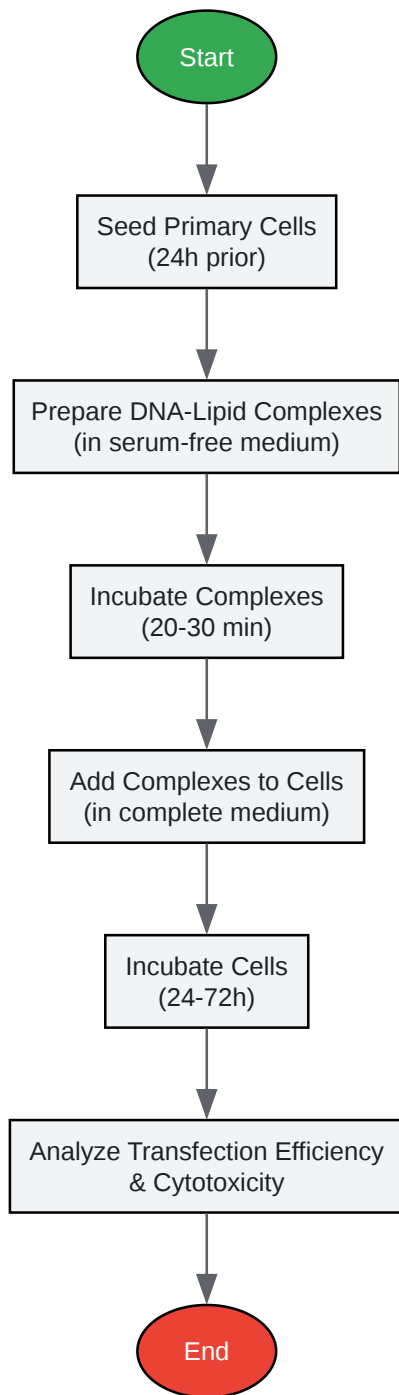 Start
Seed Primary Cells
(24h prior)
Prepare DNA-Lipid Complexes
(in serum-free medium)
Incubate Complexes
(20-30 min)
Add Complexes to Cells
(in complete medium)
Incubate Cells
(24-72h)
Analyze Transfection Efficiency
& Cytotoxicity
End